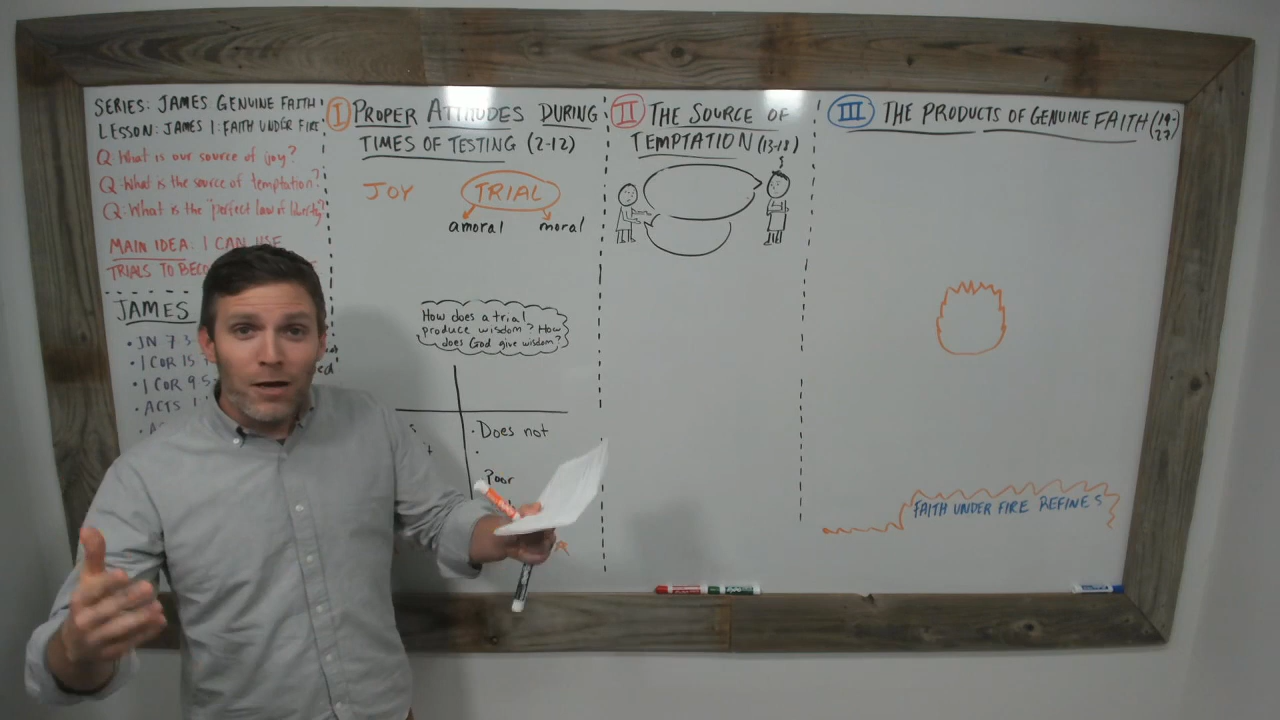 SERIES: JAMES GENUINE FAITH
LESSON: JAMES 1: FAITH UNDER FIRE
Q: What is our source of joy?
Q: What is the source of temptation?
Q: What is the "perfect law of liberty"?
MAIN IDEA: I CAN USE
TRIALS TO
JAMES
• JN 7 3
• I COR 15
• I COR 9 5
• ACTS 1
I PROPER ATTITUDES DURING
TIMES OF TESTING (2-12)
JOY TRIAL
amoral moral
How does a trial
produce wisdom? How
does God give wisdom?
• Does not
•
Poor
II THE SOURCE OF
TEMPTATION (13-18)
III THE PRODUCTS OF GENUINE FAITH (19-
27)
FAITH UNDER FIRE REFINES